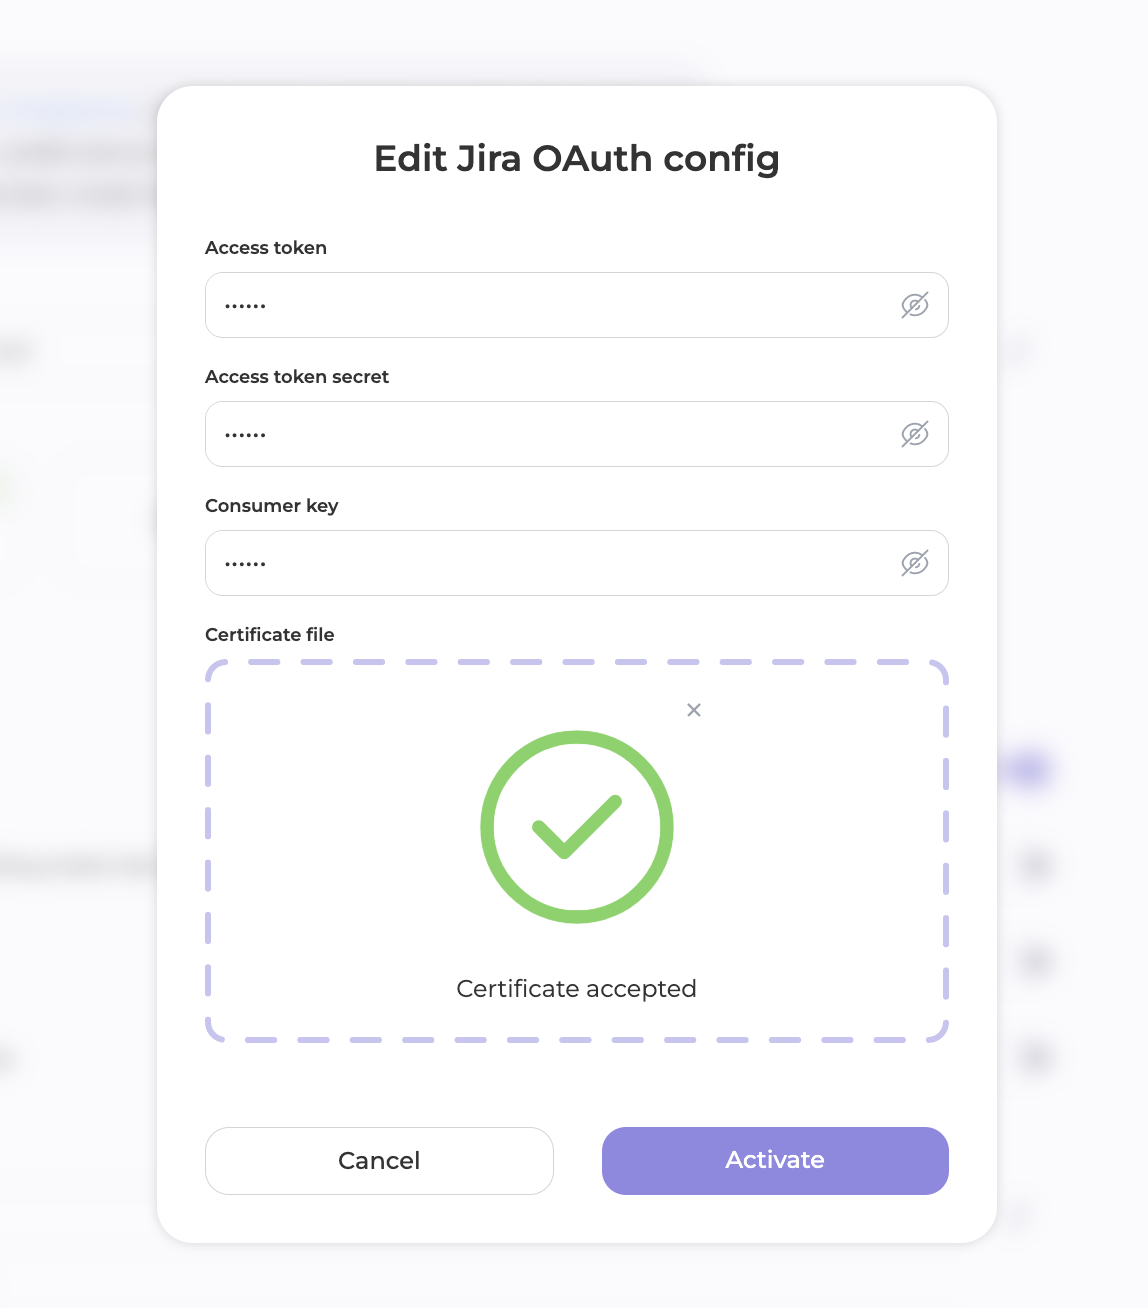 Edit Jira OAuth config
Access token
••••••
Access token secret
••••••
Consumer key
••••••
Certificate file
Certificate accepted
Cancel
Activate